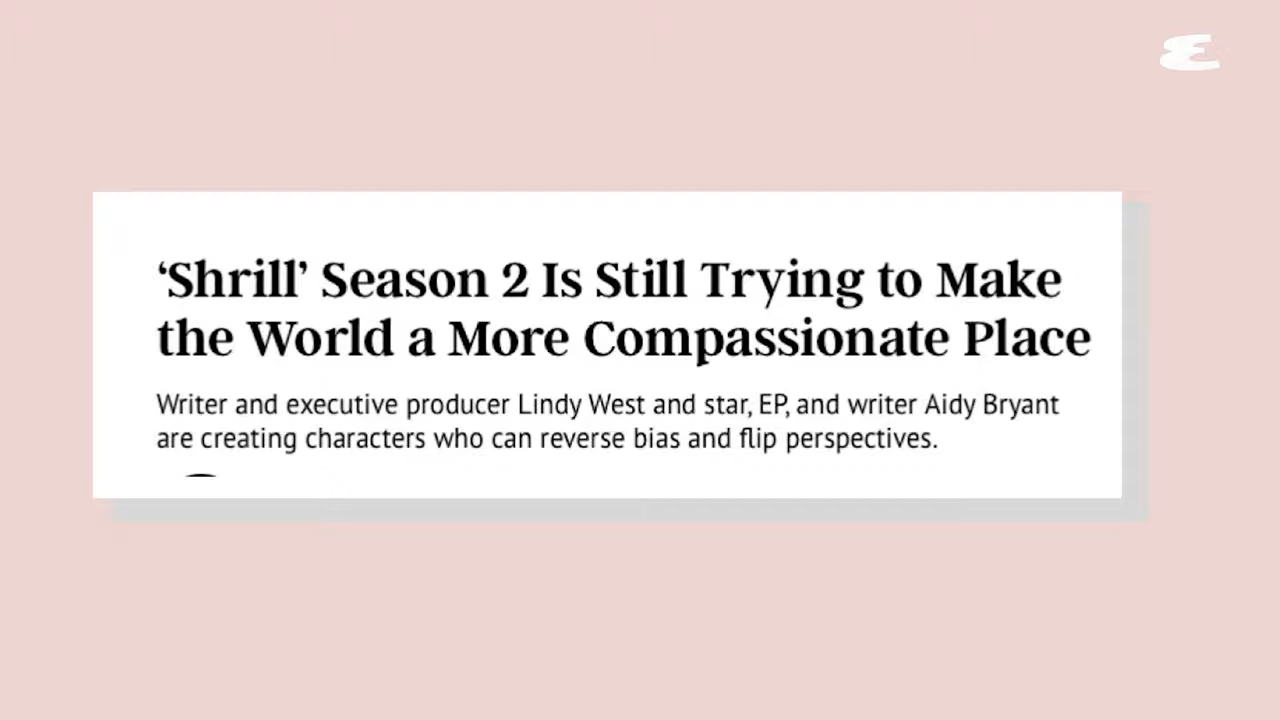 ‘Shrill’ Season 2 Is Still Trying to Make
the World a More Compassionate Place
Writer and executive producer Lindy West and star, EP, and writer Aidy Bryant
are creating characters who can reverse bias and flip perspectives.